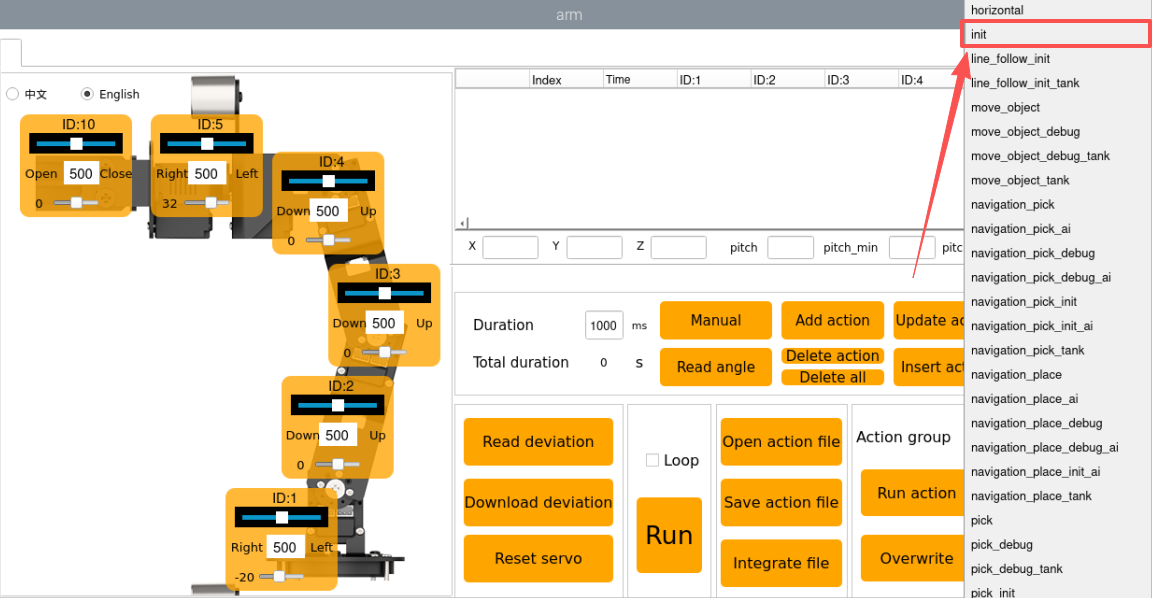 arm
中文
English
ID:10
Open 500 Close
0
ID:5
Right 500 Left
32
ID:4
Down 500 Up
0
ID:3
Down 500 Up
0
ID:2
Down 500 Up
0
ID:1
Right 500 Left
-20
Index Time ID:1 ID:2 ID:3 ID:4
X Y Z pitch pitch_min pitc
Duration 1000 ms
Total duration 0 S
Manual
Add action
Update ac
Read angle
Delete action
Delete all
Insert act
Read deviation
Download deviation
Reset servo
Loop
Run
Open action file
Save action file
Integrate file
Action group
Run action
Overwrite
horizontal
init
line_follow_init
line_follow_init_tank
move_object
move_object_debug
move_object_debug_tank
move_object_tank
navigation_pick
navigation_pick_ai
navigation_pick_debug
navigation_pick_debug_ai
navigation_pick_init
navigation_pick_init_ai
navigation_pick_tank
navigation_place
navigation_place_ai
navigation_place_debug
navigation_place_debug_ai
navigation_place_init_ai
navigation_place_tank
pick
pick_debug
pick_debug_tank
pick_init